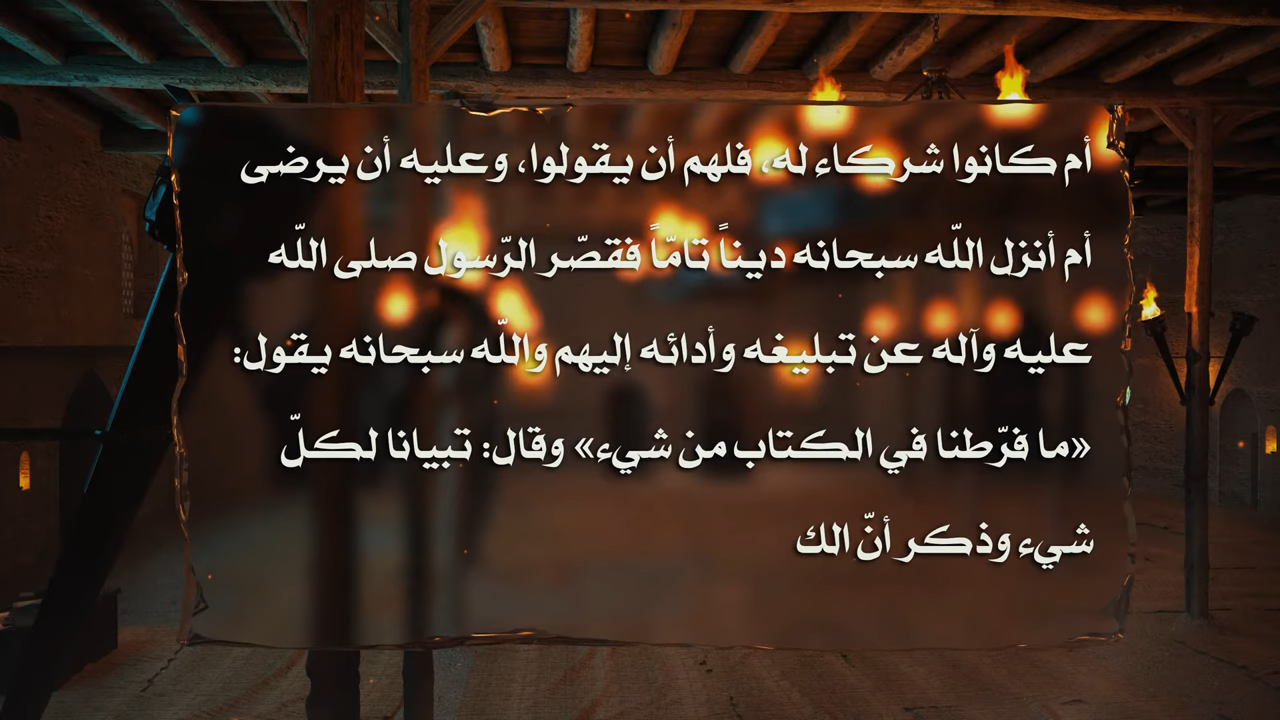 أم كانوا شركاء له، فلهم أن يقولوا، وعليه أن يرضى
أم أنزل اللّه سبحانه ديناً تامّاً فقصّر الرّسول صلى اللّه
عليه وآله عن تبليغه وأدائه إليهم واللّه سبحانه يقول:
«ما فرّطنا في الكتاب من شيء» وقال: تبيانا لكلّ
شيء وذكر أنّ الك